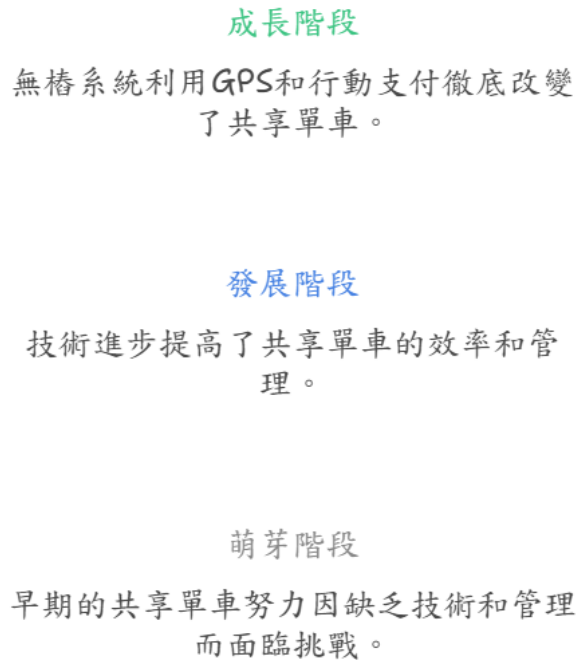 成長階段
無樁系統利用GPS和行動支付徹底改變
了共享單車。
發展階段
技術進步提高了共享單車的效率和管
理。
萌芽階段
早期的共享單車努力因缺乏技術和管理
而面臨挑戰。